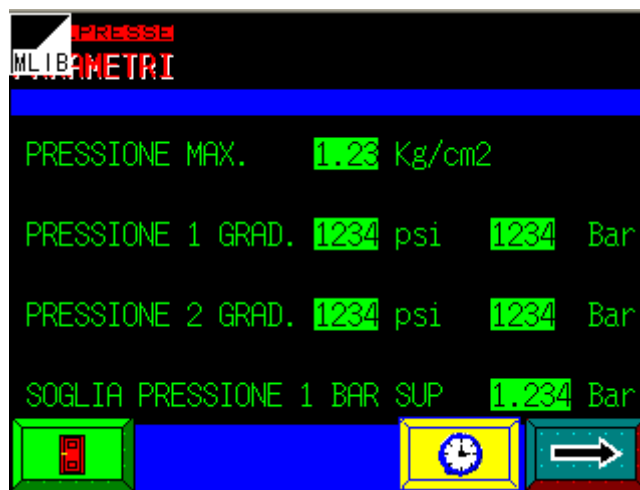 PRESSE
MLIB
PARAMETRI
PRESSIONE MAX. 1.23 Kg/cm2
PRESSIONE 1 GRAD. 1234 psi 1234 Bar
PRESSIONE 2 GRAD. 1234 psi 1234 Bar
SOGLIA PRESSIONE 1 BAR SUP 1.234 Bar